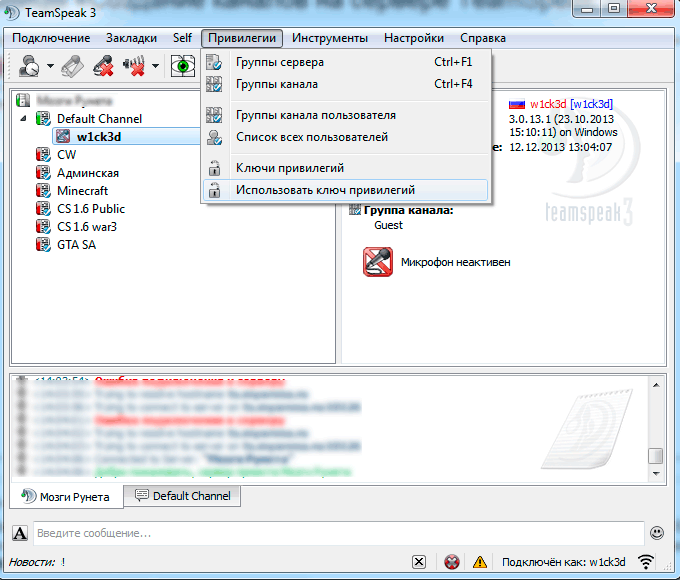 TeamSpeak 3
Подключение Закладки Self Привилегии Инструменты Настройки Справка
Группы сервера Ctrl+F1
Группы канала Ctrl+F4
Группы канала пользователя
Список всех пользователей
Ключи привилегий
Использовать ключ привилегий
Мозги Рунета
Default Channel
w1ck3d
CW
Админская
Minecraft
CS 1.6 Public
CS 1.6 war3
GTA SA
w1ck3d [w1ck3d]
3.0.13.1 (23.10.2013
15:10:11) on Windows
12.12.2013 13:04:07
teamspeak3
Группа канала:
Guest
Микрофон неактивен
Мозги Рунета Default Channel
A Введите сообщение...
Новости: ! Подключён как: w1ck3d